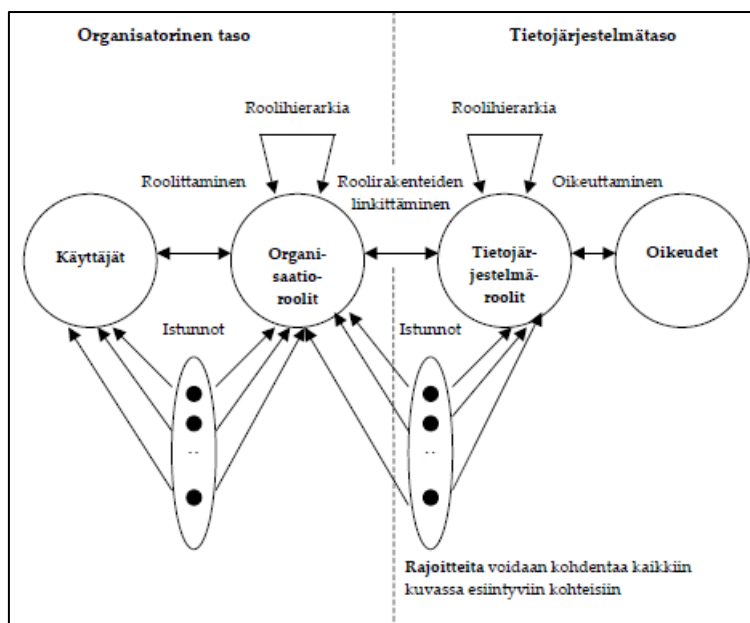 Organisatorinen taso
Tietojärjestelmätaso
Roolihierarkia
Roolihierarkia
Roolittaminen
Roolirakenteiden
linkittäminen
Oikeuttaminen
Käyttäjät
Organi-
saatio-
roolit
Tietojär-
jestelmä-
roolit
Oikeudet
Istunnot
Istunnot
..
..
Rajoitteita voidaan kohdentaa kaikkiin
kuvassa esiintyviin kohteisiin